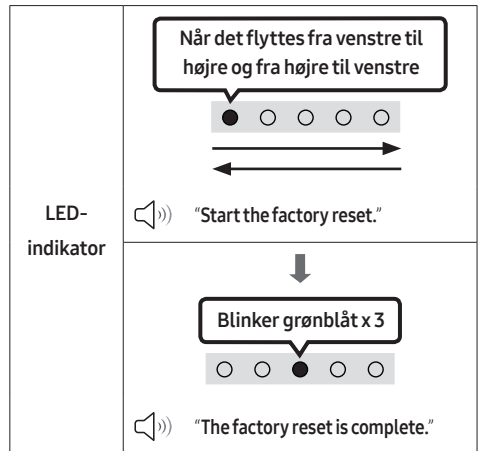 Når det flyttes fra venstre til
højre og fra højre til venstre
LED-
indikator
"Start the factory reset."
Blinker grønblåt x 3
"The factory reset is complete."